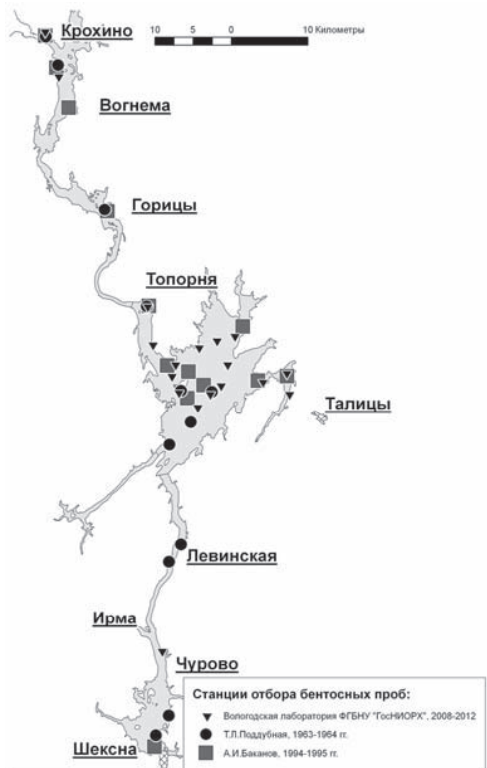 Крохино
10 5 0 10 Километры
Вогнема
Горицы
Топорня
Талицы
Левинская
Ирма
Чурово
Шексна
Станции отбора бентосных проб:
Вологодская лаборатория ФГБНУ "ГосНИОРХ", 2008-2012
Т.Л.Поддубная, 1963-1964 гг.
А.И.Баканов, 1994-1995 гг.